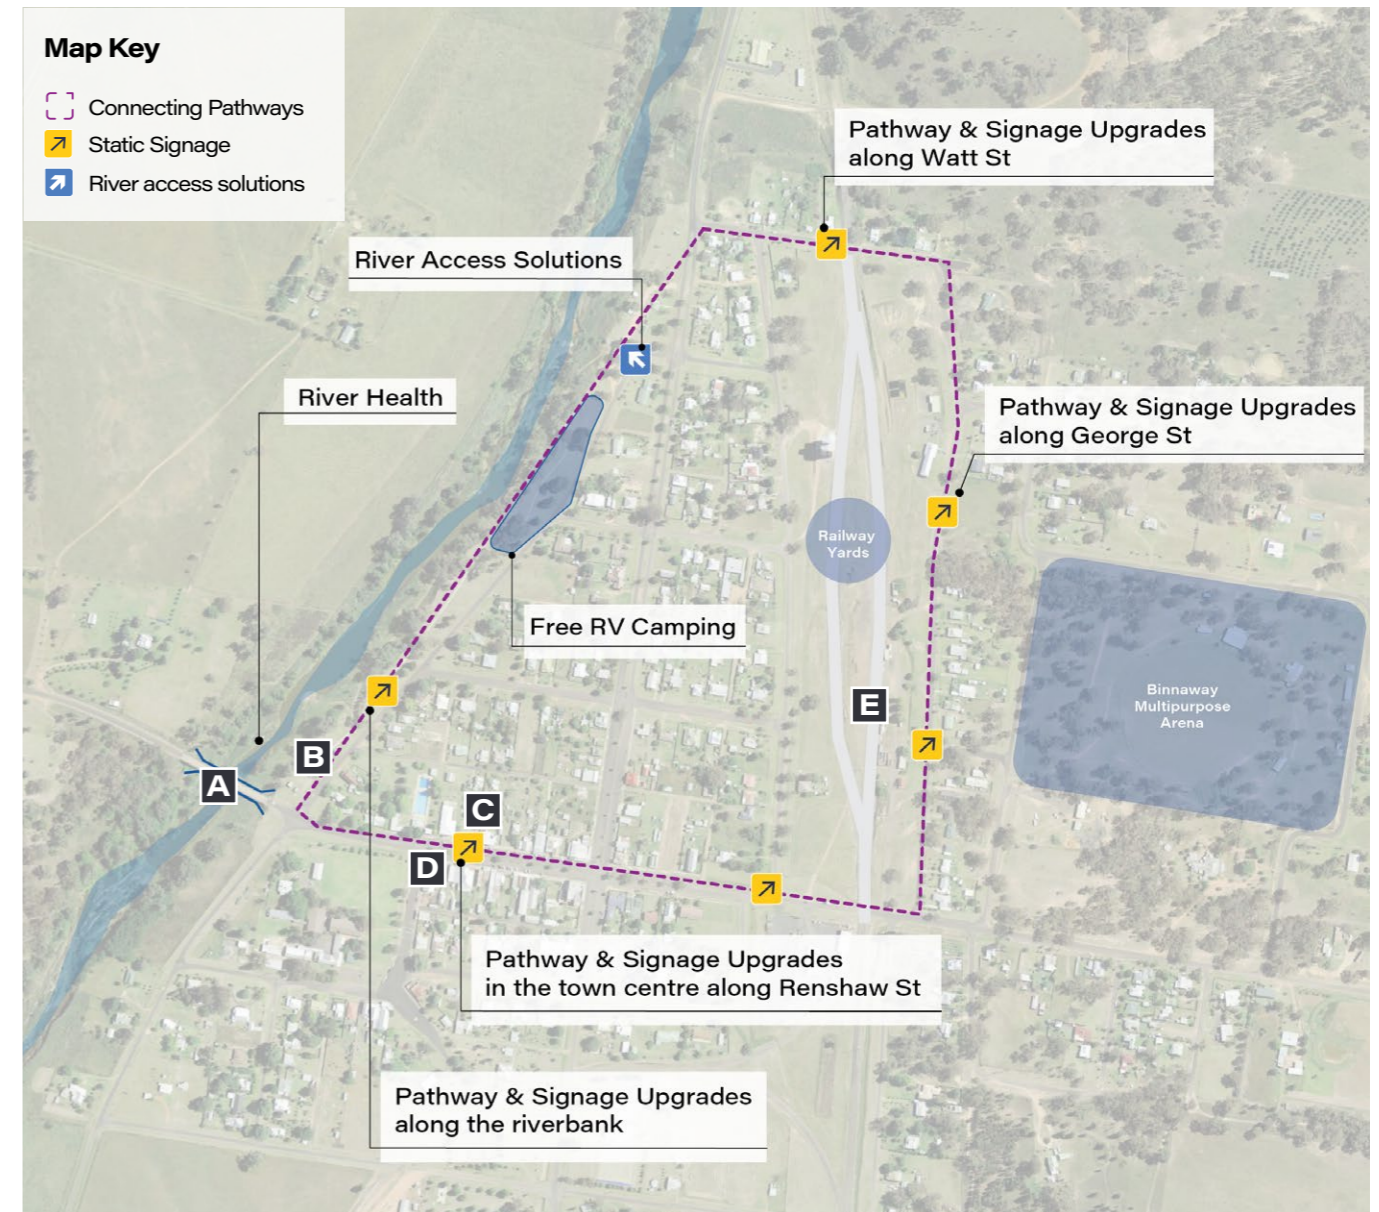 Map Key
Connecting Pathways
Static Signage
River access solutions
Pathway & Signage Upgrades
along Watt St
River Access Solutions
River Health
Pathway & Signage Upgrades
along George St
Railway
Yards
Free RV Camping
Binnaway
Multipurpose
Arena
E
B
A
C
D
Pathway & Signage Upgrades
in the town centre along Renshaw St
Pathway & Signage Upgrades
along the riverbank